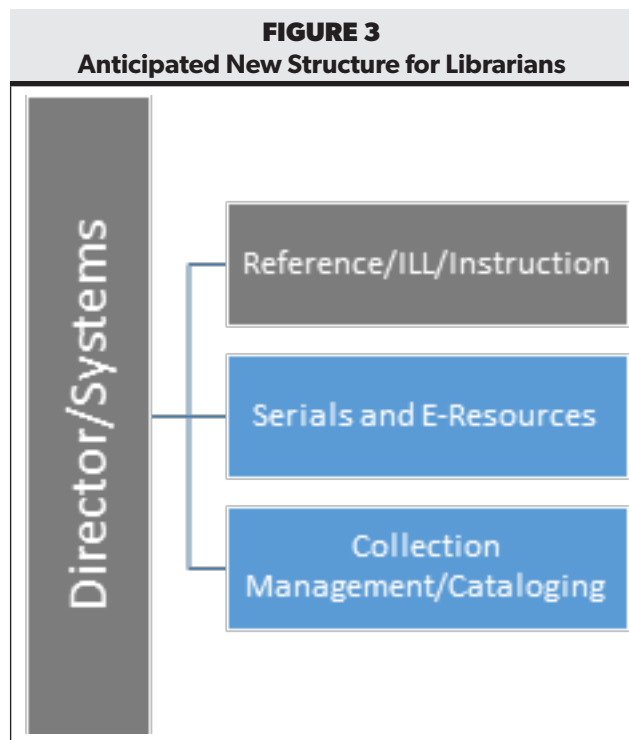 FIGURE 3
Anticipated New Structure for Librarians
Director/Systems
Reference/ILL/Instruction
Serials and E-Resources
Collection
Management/Cataloging